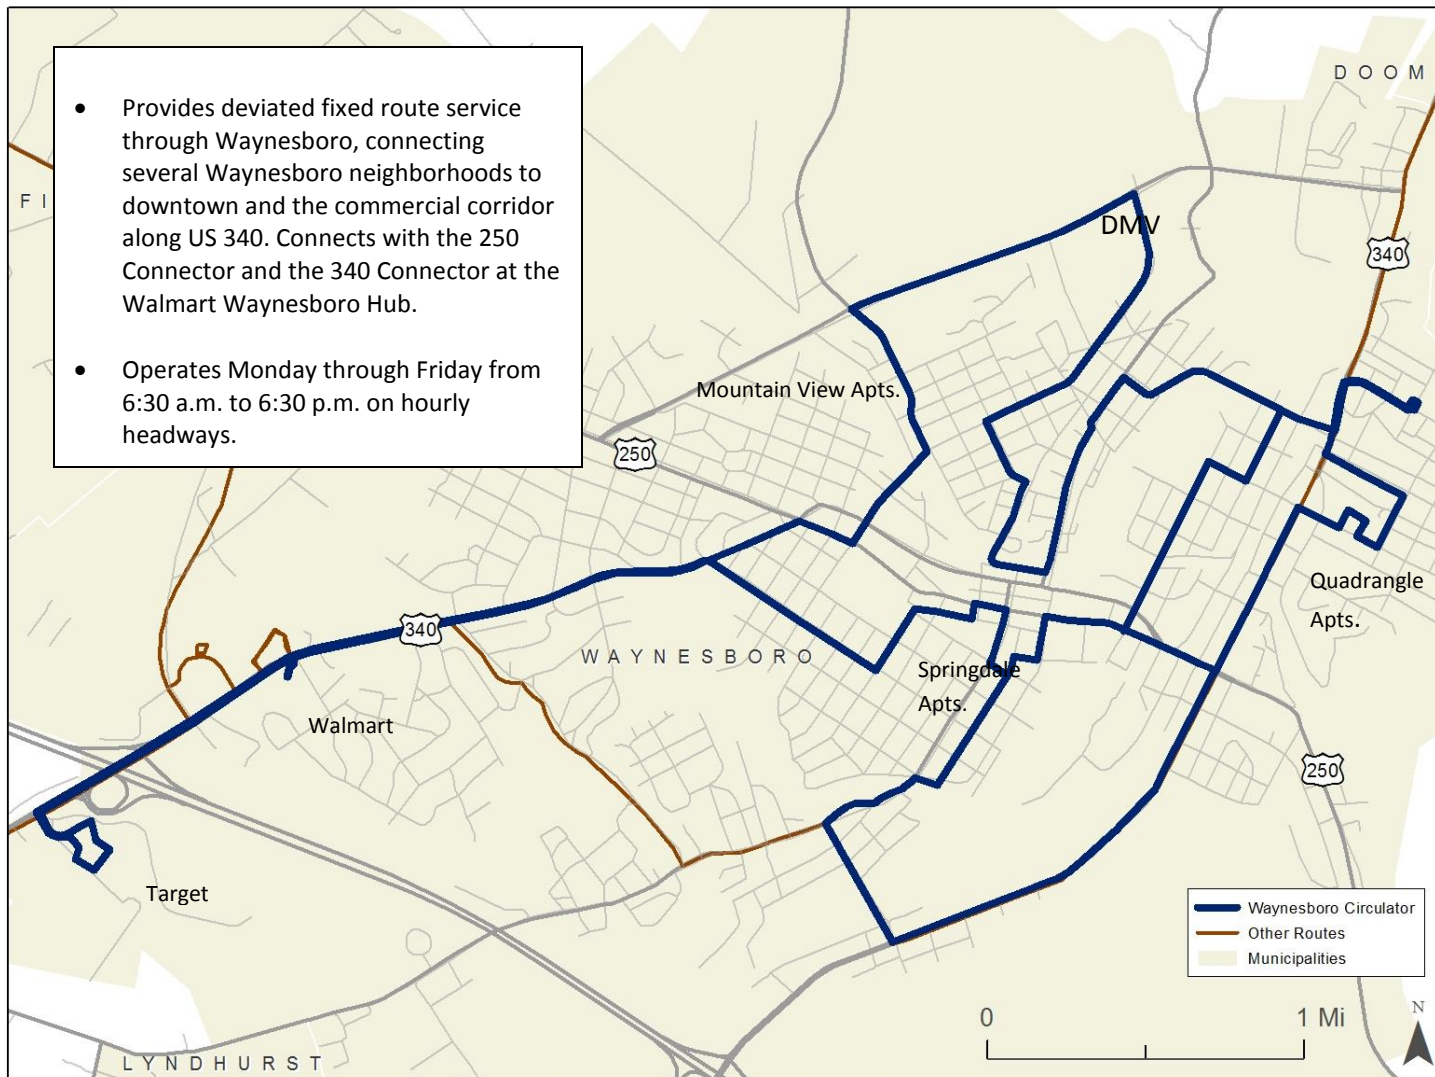 DOOM
• Provides deviated fixed route service
through Waynesboro, connecting
several Waynesboro neighborhoods to
downtown and the commercial corridor
along US 340. Connects with the 250
Connector and the 340 Connector at the
Walmart Waynesboro Hub.
• Operates Monday through Friday from
6:30 a.m. to 6:30 p.m. on hourly
headways.
FI
DMV
340
Mountain View Apts.
250
Quadrangle
Apts.
340
WAYNESBORO
Springdale
Apts.
Walmart
250
Target
Waynesboro Circulator
Other Routes
Municipalities
0 1 Mi
N
LYNDHURST